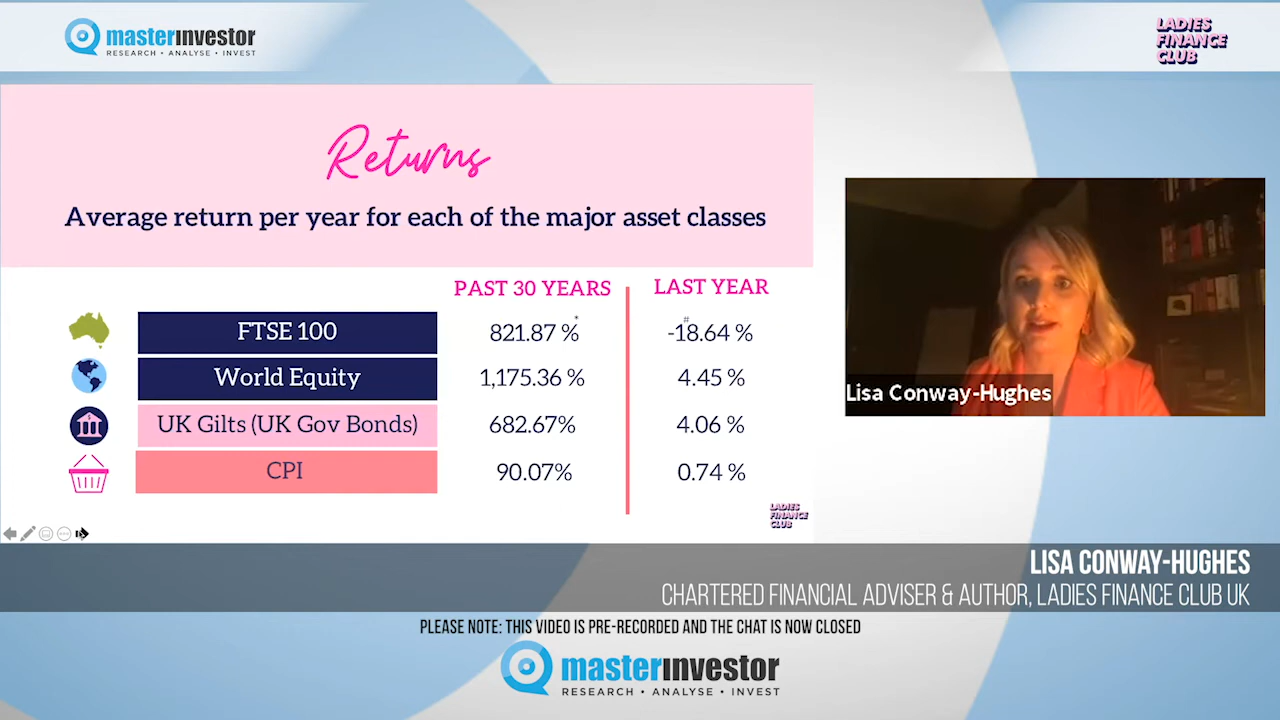 masterinvestor
RESEARCH • ANALYSE • INVEST
LADIES
FINANCE
CLUB
Returns
Average return per year for each of the major asset classes
PAST 30 YEARS
LAST YEAR
FTSE 100
821.87 %*
-18.64 %#
World Equity
1,175.36 %
4.45 %
UK Gilts (UK Gov Bonds)
682.67%
4.06 %
CPI
90.07%
0.74 %
LADIES
FINANCE
CLUB
Lisa Conway-Hughes
LISA CONWAY-HUGHES
CHARTERED FINANCIAL ADVISER & AUTHOR, LADIES FINANCE CLUB UK
PLEASE NOTE: THIS VIDEO IS PRE-RECORDED AND THE CHAT IS NOW CLOSED
masterinvestor
RESEARCH • ANALYSE • INVEST